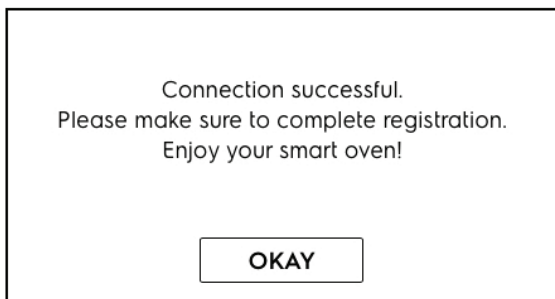 Connection successful.
Please make sure to complete registration.
Enjoy your smart oven!
OKAY